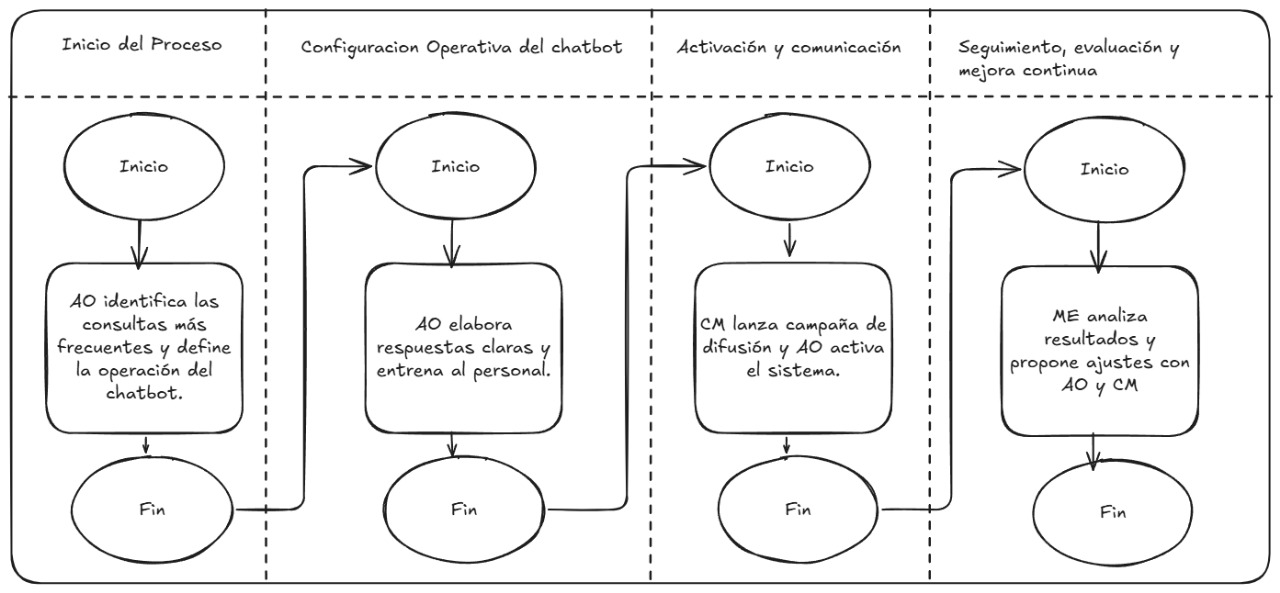 Inicio del Proceso
Configuracion Operativa del chatbot
Activación y comunicación
Seguimiento, evaluación y
mejora continua
Inicio
Inicio
Inicio
Inicio
AO identifica las
consultas más
frecuentes y define
la operación del
chatbot.
AO elabora
respuestas claras y
entrena al personal.
CM lanza campaña de
difusión y AO activa
el sistema.
ME analiza
resultados y
propone ajustes con
AO y CM
Fin
Fin
Fin
Fin